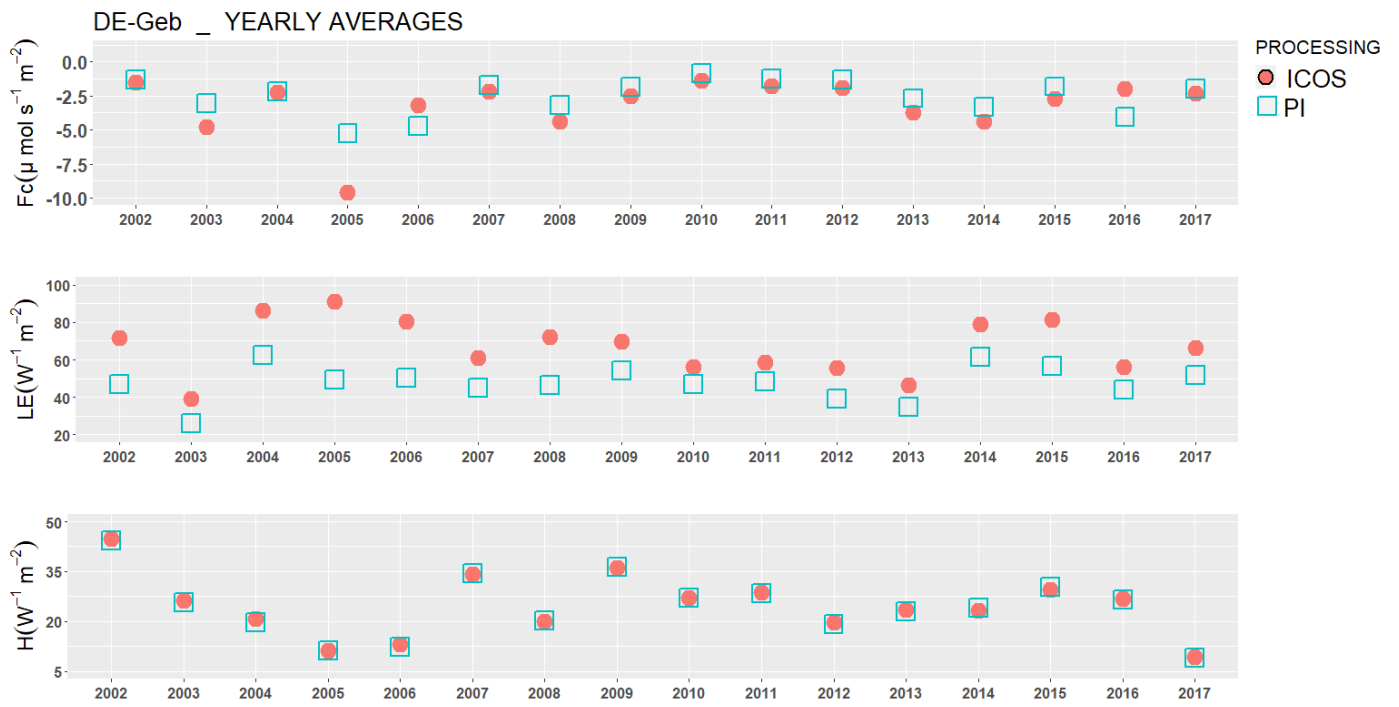 DE-Geb _ YEARLY AVERAGES
Fc(μ mol s⁻¹ m⁻²)
0.0
-2.5
-5.0
-7.5
-10.0
2002 2003 2004 2005 2006 2007 2008 2009 2010 2011 2012 2013 2014 2015 2016 2017
PROCESSING
ICOS
PI
LE(W⁻¹ m⁻²)
100
80
60
40
20
2002 2003 2004 2005 2006 2007 2008 2009 2010 2011 2012 2013 2014 2015 2016 2017
H(W⁻¹ m⁻²)
50
35
20
5
2002 2003 2004 2005 2006 2007 2008 2009 2010 2011 2012 2013 2014 2015 2016 2017